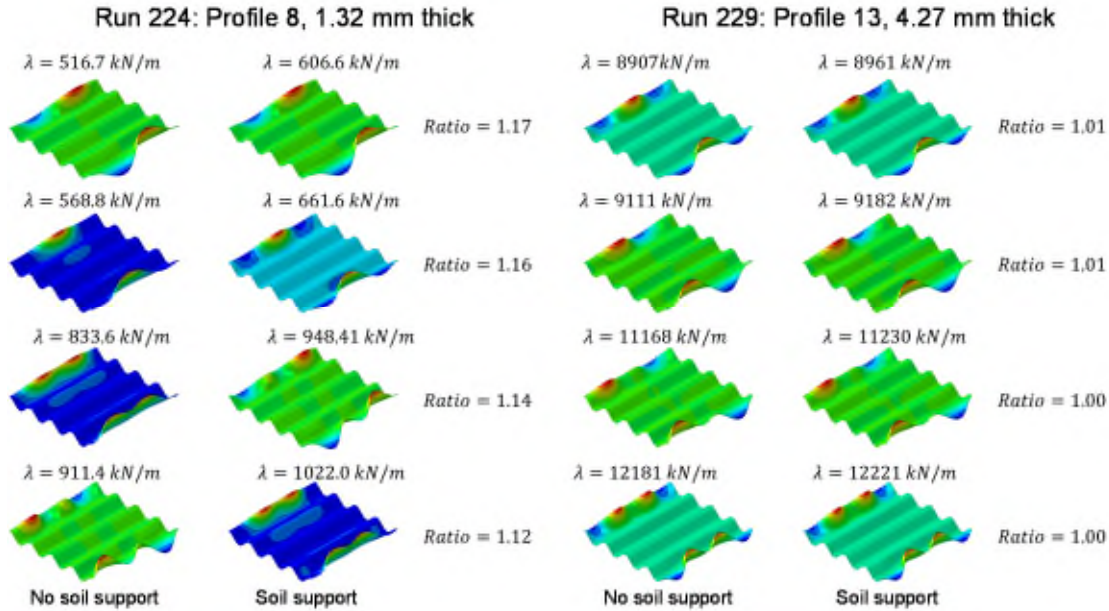 Run 224: Profile 8, 1.32 mm thick
Run 229: Profile 13, 4.27 mm thick
λ = 516.7 kN/m
λ = 606.6 kN/m
λ = 8907kN/m
λ = 8961 kN/m
Ratio = 1.17
Ratio = 1.01
λ = 568.8 kN/m
λ = 661.6 kN/m
λ = 9111 kN/m
λ = 9182 kN/m
Ratio = 1.16
Ratio = 1.01
λ = 833.6 kN/m
λ = 948.41 kN/m
λ = 11168 kN/m
λ = 11230 kN/m
Ratio = 1.14
Ratio = 1.00
λ = 911.4 kN/m
λ = 1022.0 kN/m
λ = 12181 kN/m
λ = 12221 kN/m
Ratio = 1.12
Ratio = 1.00
No soil support
Soil support
No soil support
Soil support